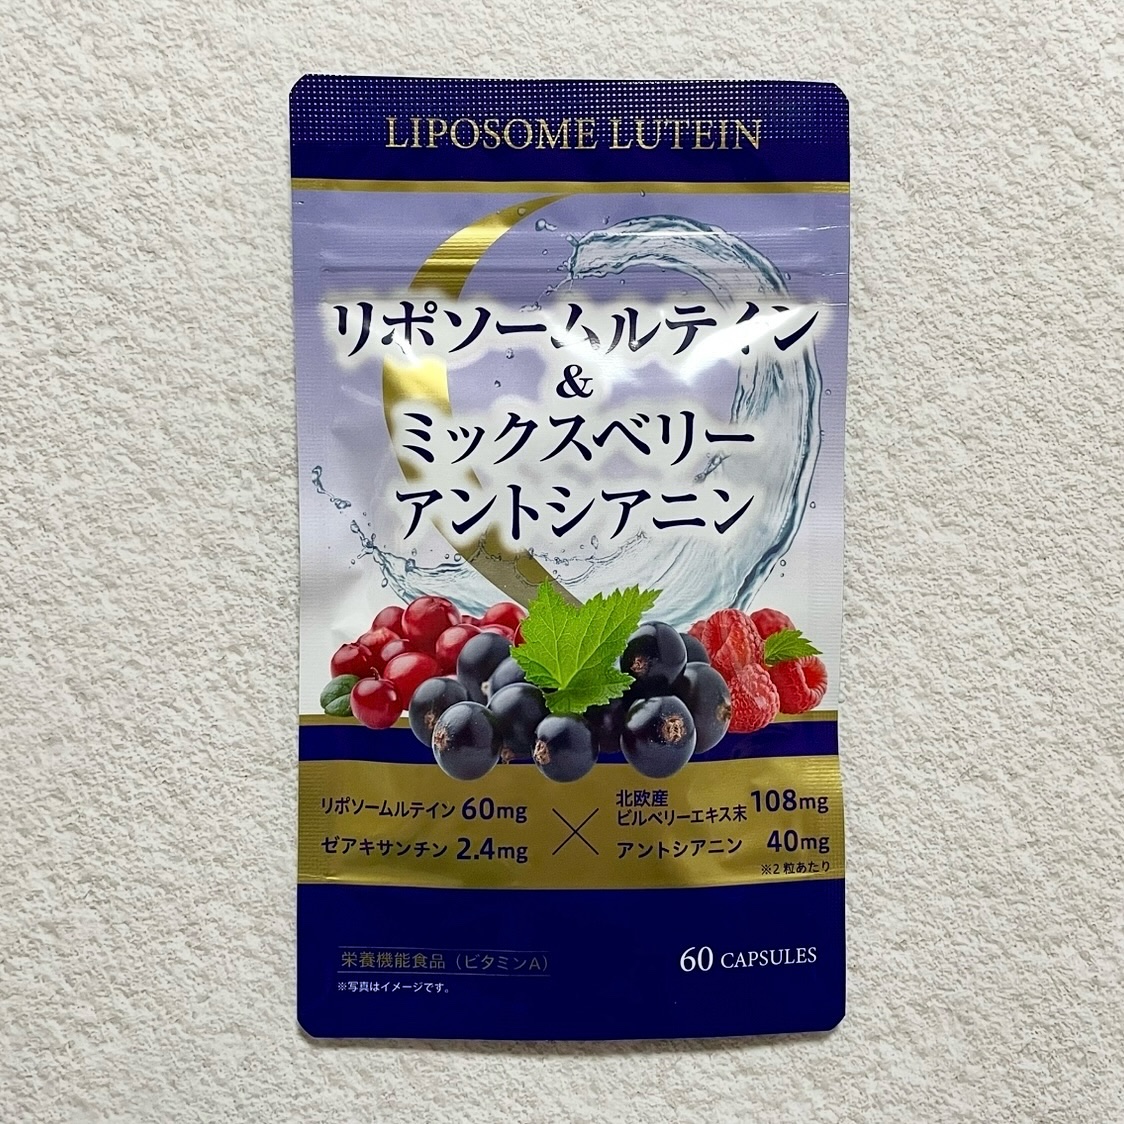 LIPOSOME LUTEIN
リポソームルテイン
&
ミックスベリー
アントシアニン
リポソームルテイン 60mg
ゼアキサンチン 2.4mg
×
北欧産
ビルベリーエキス末 108mg
アントシアニン 40mg
※2粒あたり
栄養機能食品（ビタミンA）
※写真はイメージです。
60 CAPSULES